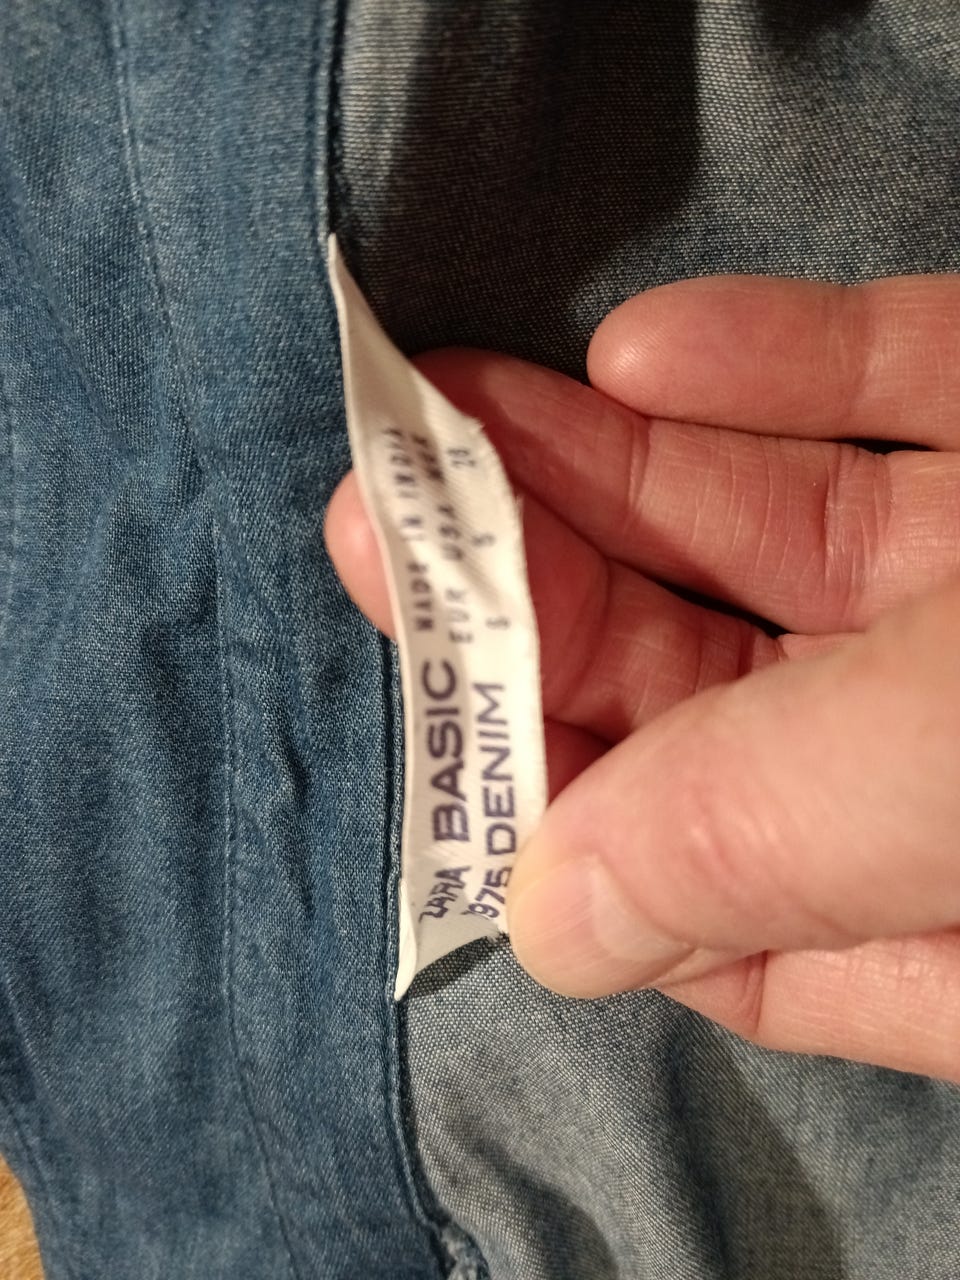 ZARA BASIC
1975 DENIM
MADE IN INDIA
EUR USA MEX
S S 28